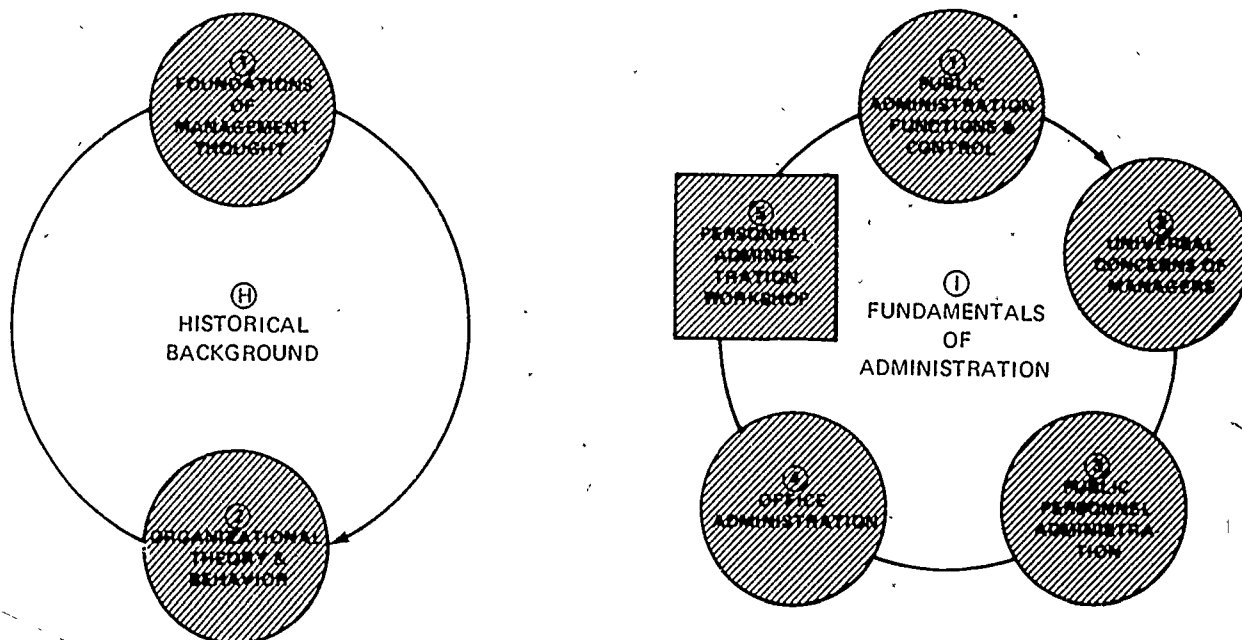 ①
FOUNDATIONS
OF
MANAGEMENT
THOUGHT
Ⓗ
HISTORICAL
BACKGROUND
②
ORGANIZATIONAL
THEORY &
BEHAVIOR
①
PUBLIC
ADMINISTRATION
FUNCTIONS &
CONTROL
②
UNIVERSAL
CONCERNS OF
MANAGERS
③
PUBLIC
PERSONNEL
ADMINISTRA-
TION
④
OFFICE
ADMINISTRATION
⑤
PERSONNEL
ADMINIS-
TRATION
WORKSHOP
Ⓘ
FUNDAMENTALS
OF
ADMINISTRATION